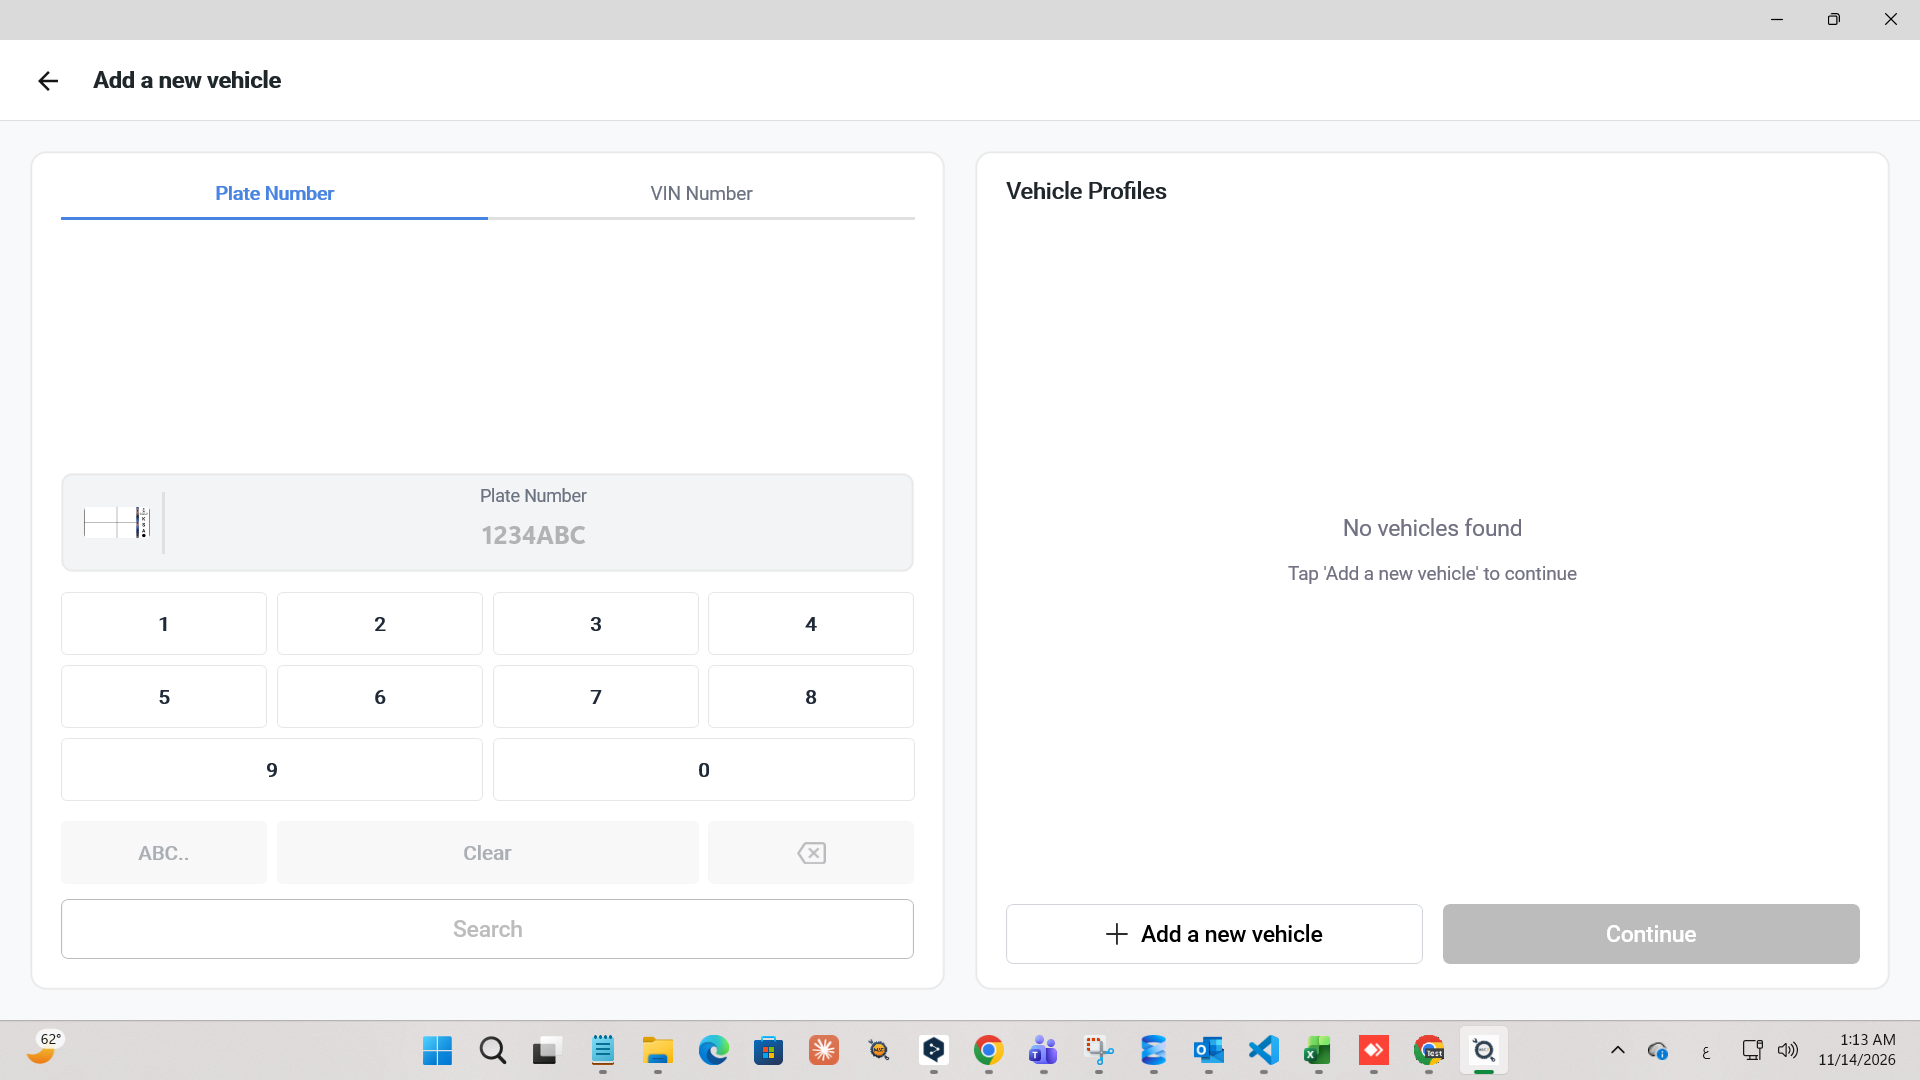 Add a new vehicle
Plate Number
VIN Number
Plate Number
1234ABC
1
2
3
4
5
6
7
8
9
0
ABC..
Clear
Search
Vehicle Profiles
No vehicles found
Tap 'Add a new vehicle' to continue
Add a new vehicle
Continue
62°
Test
ع
1:13 AM
11/14/2026